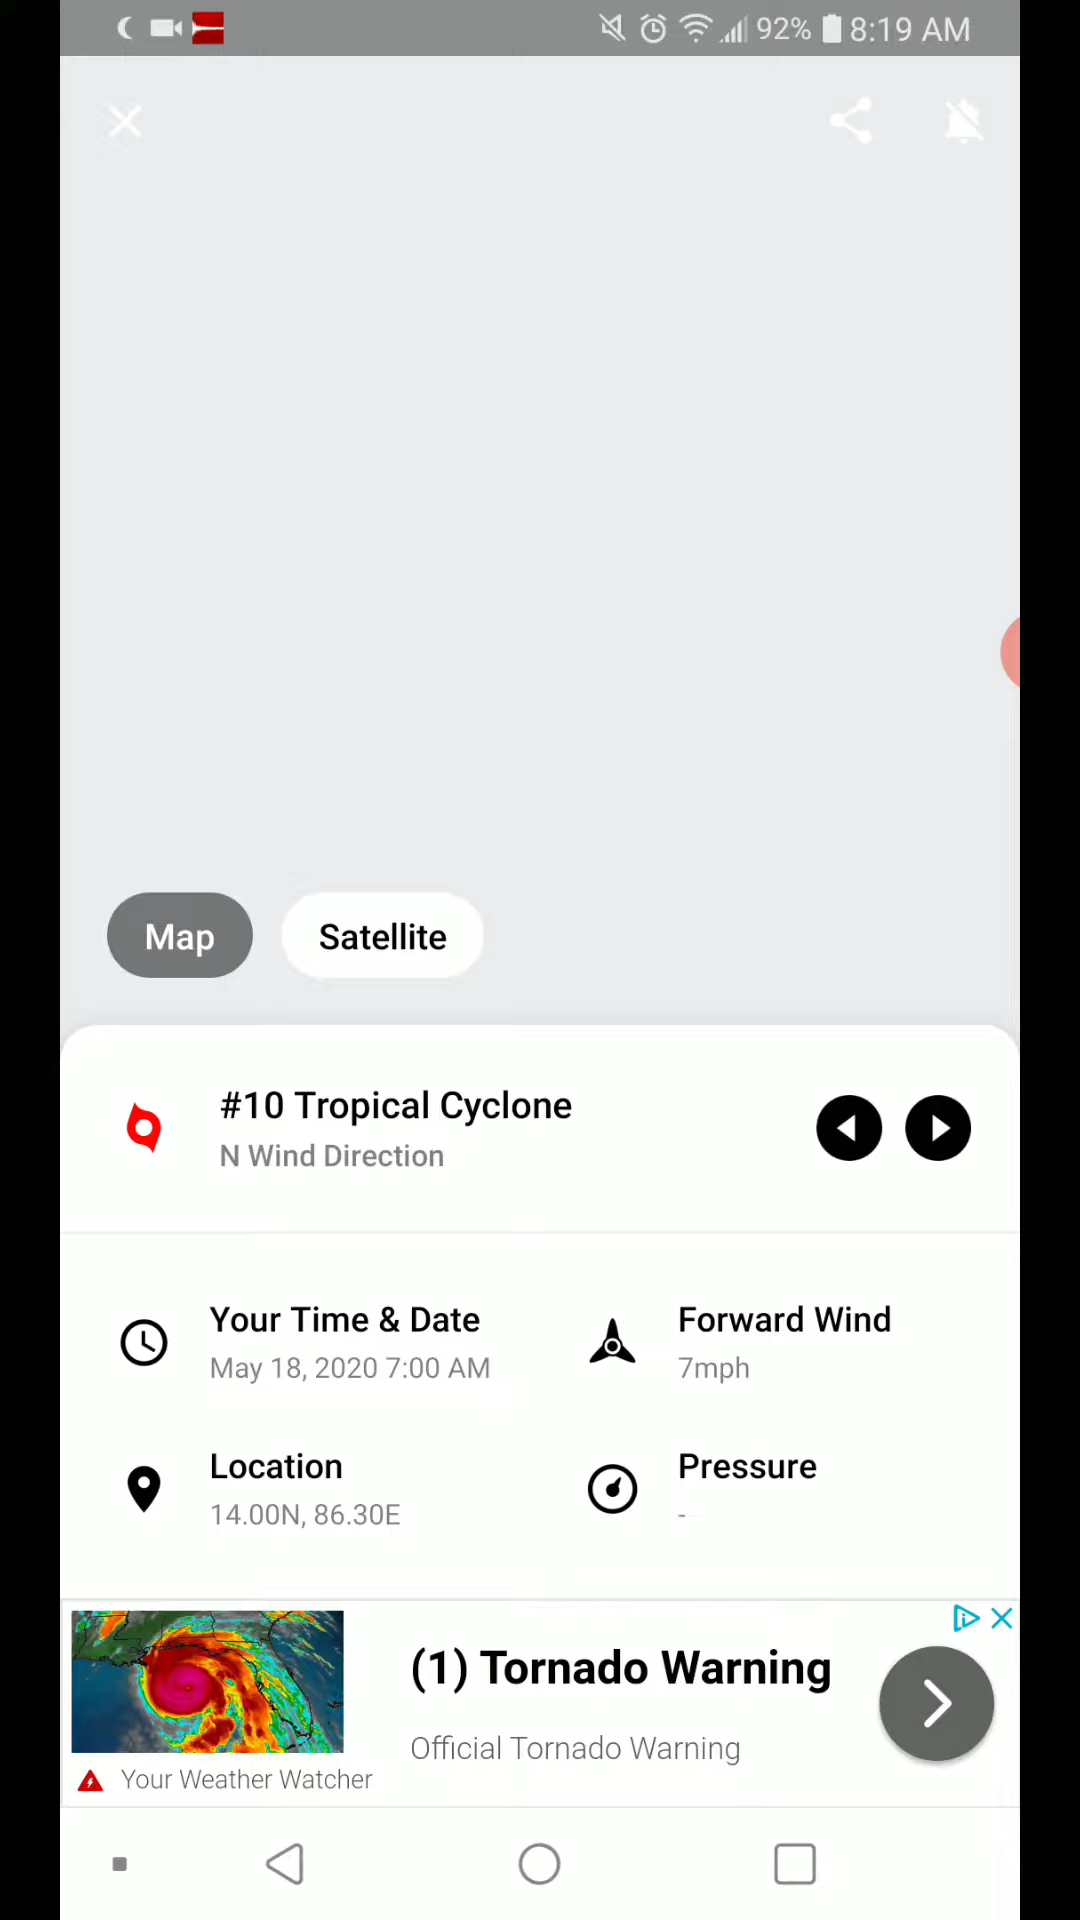 92% 8:19 AM
Map Satellite
#10 Tropical Cyclone
N Wind Direction
Your Time & Date
May 18, 2020 7:00 AM
Forward Wind
7mph
Location
14.00N, 86.30E
Pressure
-
(1) Tornado Warning
Official Tornado Warning
Your Weather Watcher